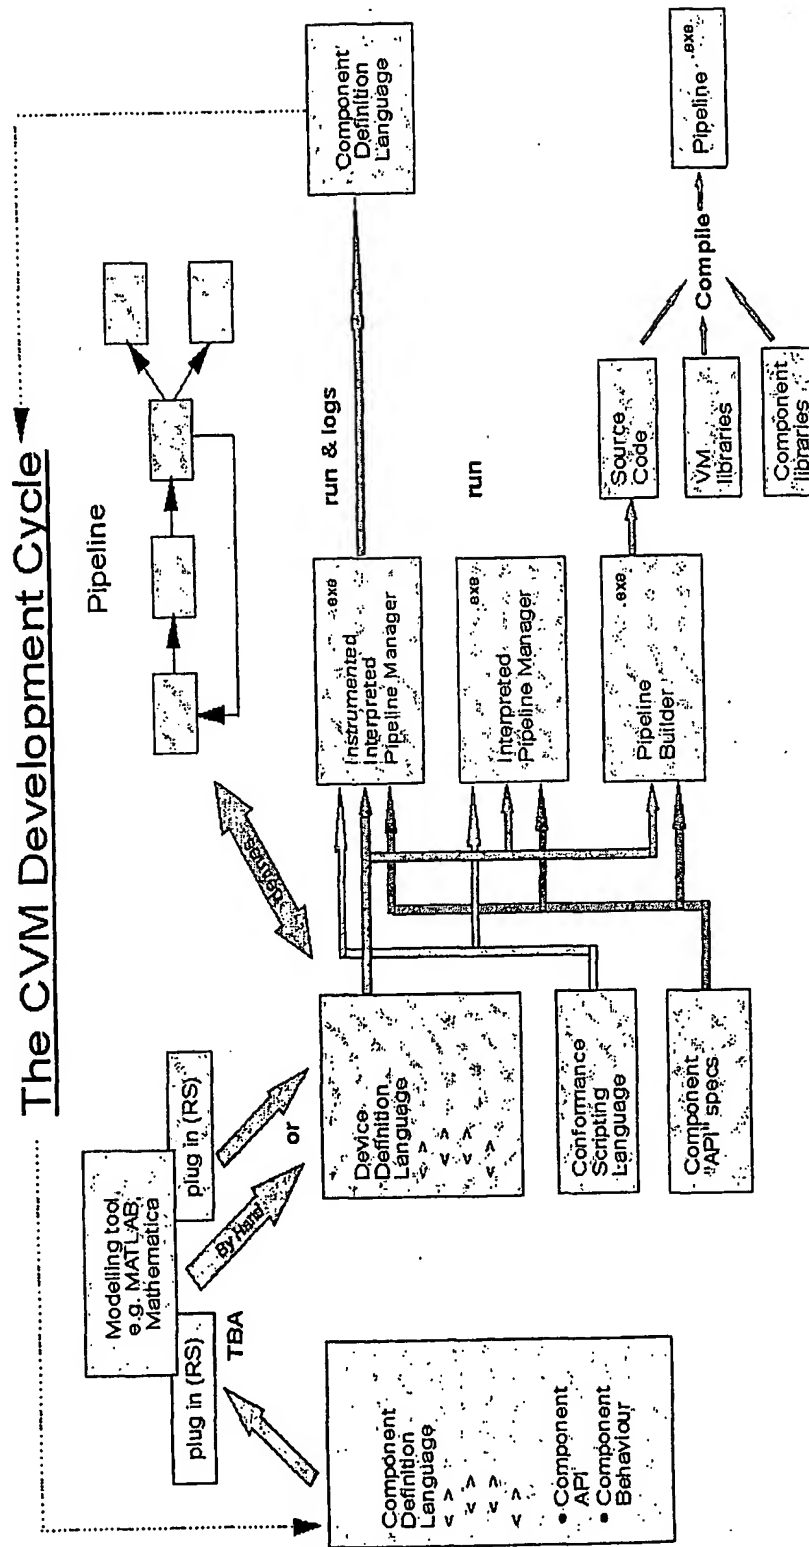 The CVM Development Cycle
Modelling tool
e.g. MATLAB,
Mathematica
plug in (RS)
plug in (RS)
TBA
By Hand
or
defines
Pipeline
Component
Definition
Language
< >
< >
< >
< >
• Component
API
• Component
Behaviour
Device
Definition
Language
< >
< >
< >
< >
Conformance
Scripting
Language
Component
"API" specs
Instrumented
Interpreted
Pipeline Manager
.exe
Interpreted
Pipeline Manager
.exe
Pipeline
Builder
.exe
run & logs
run
Component
Definition
Language
Source
Code
VM
libraries
Component
libraries
Compile
Pipeline
.exe